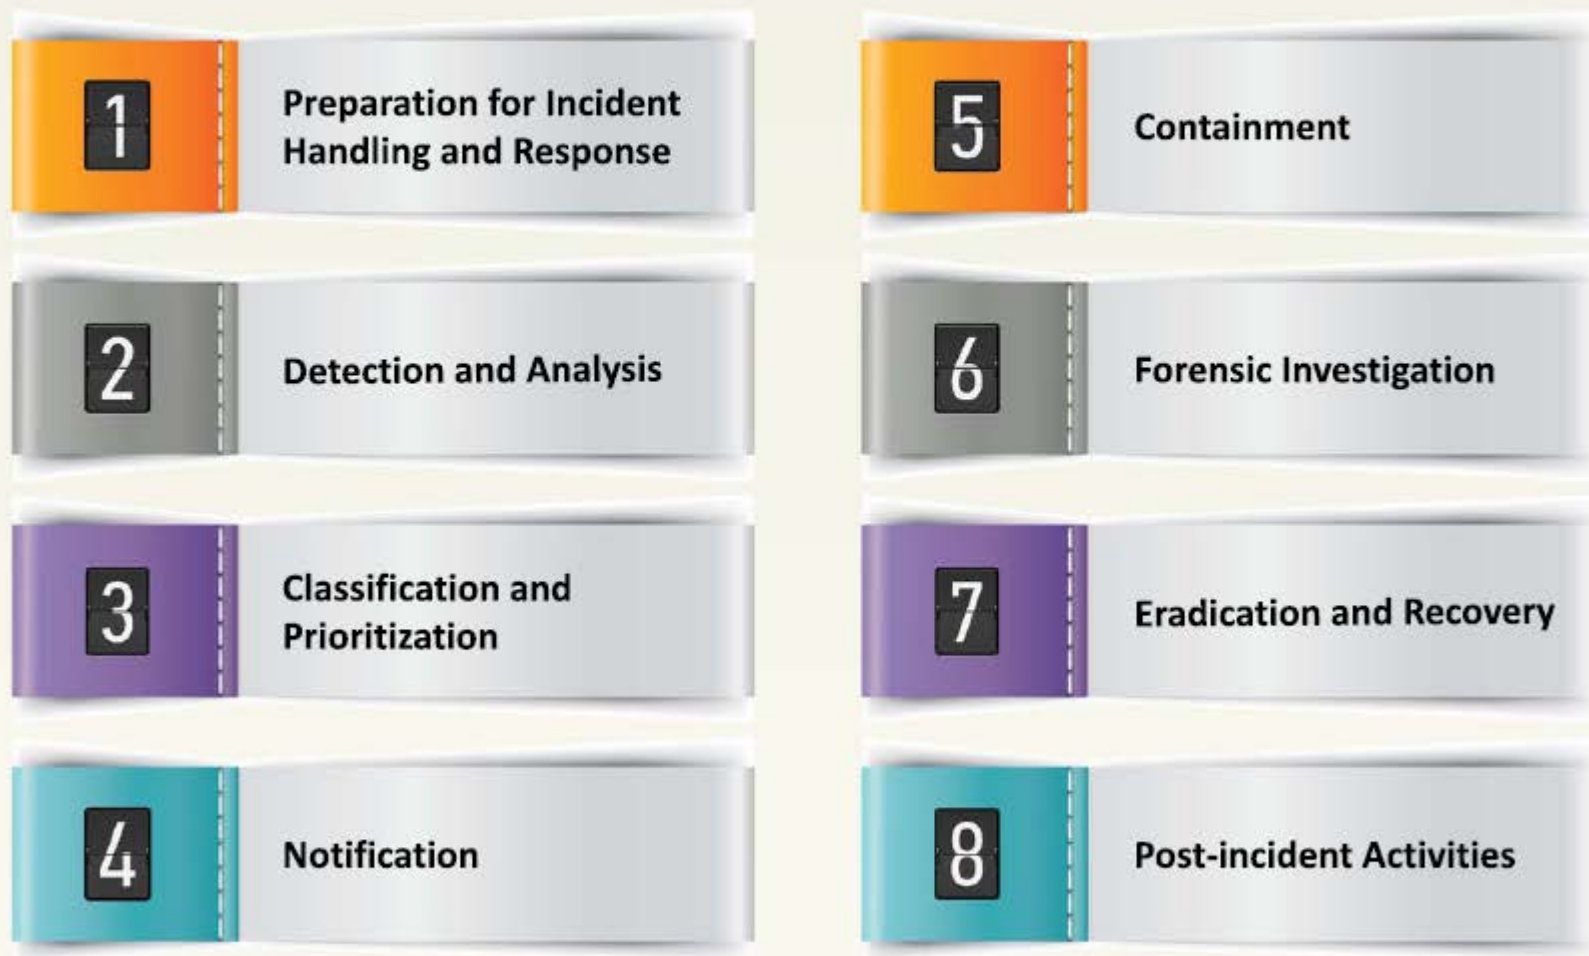 1
Preparation for Incident
Handling and Response
2
Detection and Analysis
3
Classification and
Prioritization
4
Notification
5
Containment
6
Forensic Investigation
7
Eradication and Recovery
8
Post-incident Activities